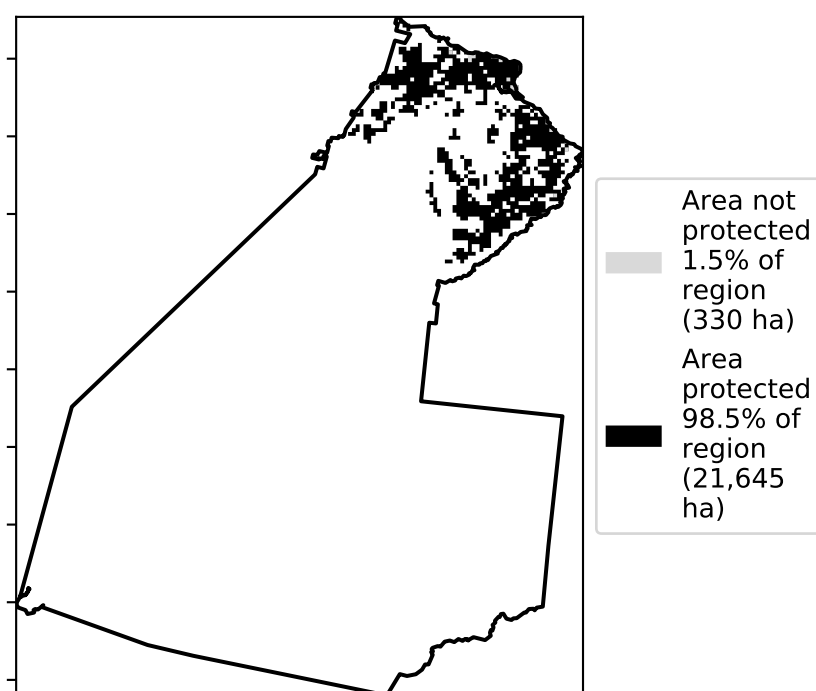 Area not
protected
1.5% of
region
(330 ha)
Area
protected
98.5% of
region
(21,645
ha)